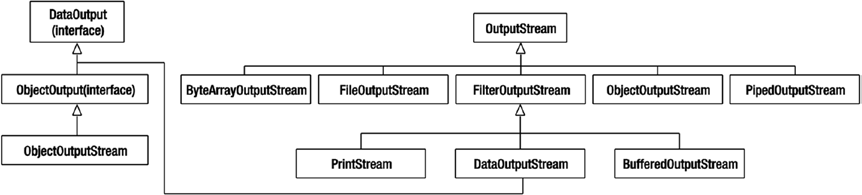 DataOutput
(interface)
OutputStream
ObjectOutput(interface)
ByteArrayOutputStream
FileOutputStream
FilterOutputStream
ObjectOutputStream
PipedOutputStream
ObjectOutputStream
PrintStream
DataOutputStream
BufferedOutputStream